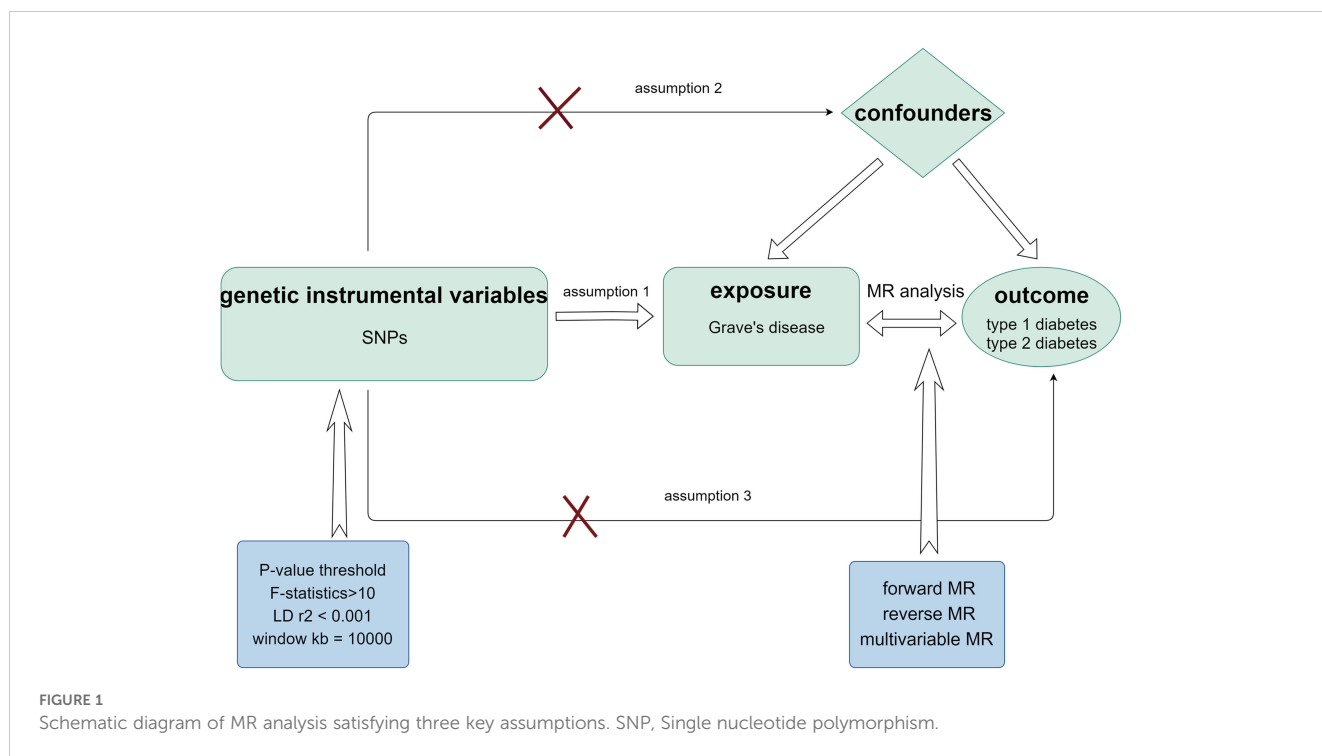 assumption 2
confounders
genetic instrumental variables
SNPs
assumption 1
exposure
Grave's disease
MR analysis
outcome
type 1 diabetes
type 2 diabetes
assumption 3
P-value threshold
F-statistics>10
LD r2 < 0.001
window kb = 10000
forward MR
reverse MR
multivariable MR
FIGURE 1
Schematic diagram of MR analysis satisfying three key assumptions. SNP, Single nucleotide polymorphism.